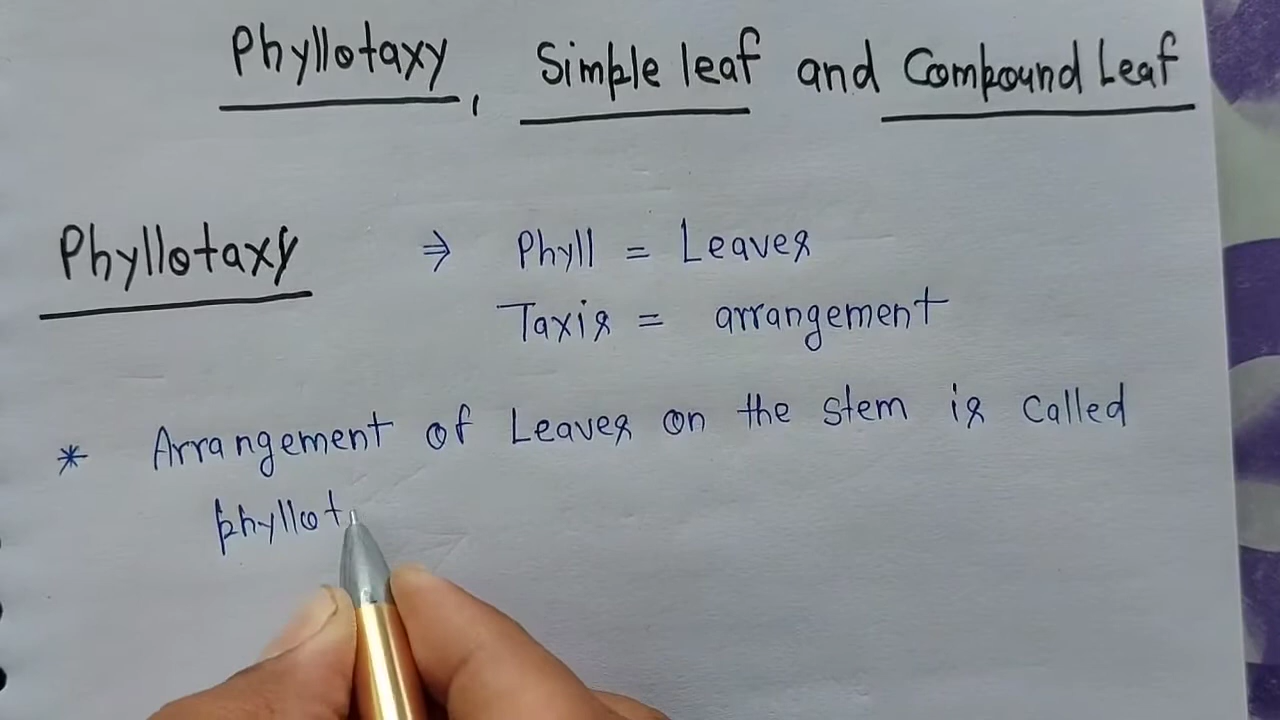 Phyllotaxy, Simple leaf and Compound Leaf
Phyllotaxy ⇒ Phyll = Leaves
Taxis = arrangement
* Arrangement of Leaves on the stem is called
phyllot